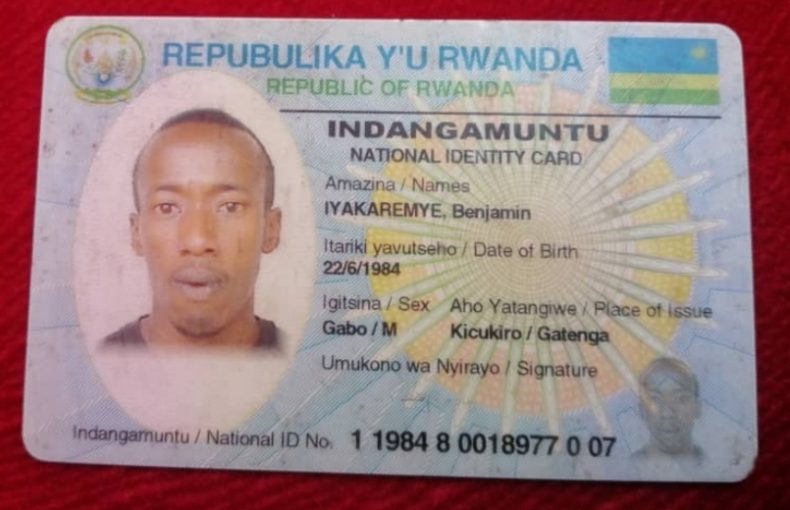 REPUBULIKA Y'U RWANDA
REPUBLIC OF RWANDA
INDANGAMUNTU
NATIONAL IDENTITY CARD
Amazina / Names
IYAKAREMYE, Benjamin
Itariki yavutseho / Date of Birth
22/6/1984
Igitsina / Sex Aho Yatangiwe / Place of Issue
Gabo / M Kicukiro / Gatenga
Umukono wa Nyirayo / Signature
Indangamuntu / National ID No. 1 1984 8 0018977 0 07